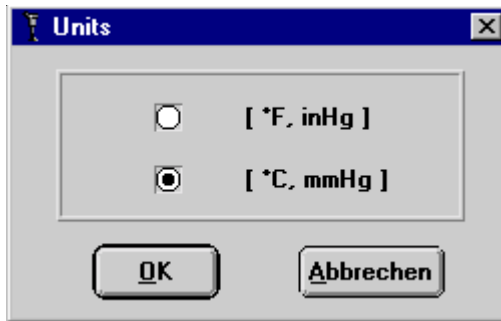 Units
[ °F, inHg ]
[ °C, mmHg ]
OK
Abbrechen